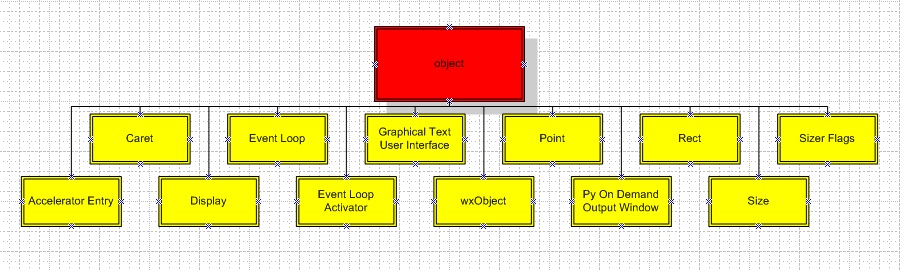 object
Caret
Event Loop
Graphical Text
User Interface
Point
Rect
Sizer Flags
Accelerator Entry
Display
Event Loop
Activator
wxObject
Py On Demand
Output Window
Size